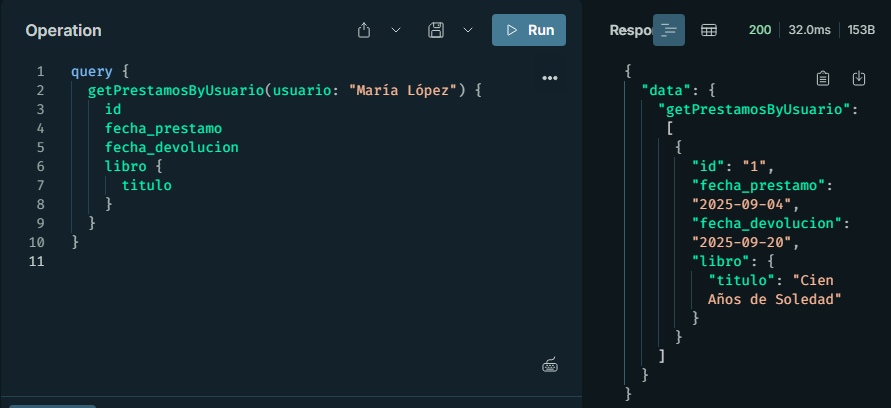 Operation
Run
1 query {
2 getPrestamosByUsuario(usuario: "María López") {
3 id
4 fecha_prestamo
5 fecha_devolucion
6 libro {
7 titulo
8 }
9 }
10 }
11
Respo
200 32.0ms 153B
{
"data": {
"getPrestamosByUsuario":
[
{
"id": "1",
"fecha_prestamo":
"2025-09-04",
"fecha_devolucion":
"2025-09-20",
"libro": {
"titulo": "Cien
Años de Soledad"
}
}
]
}
}